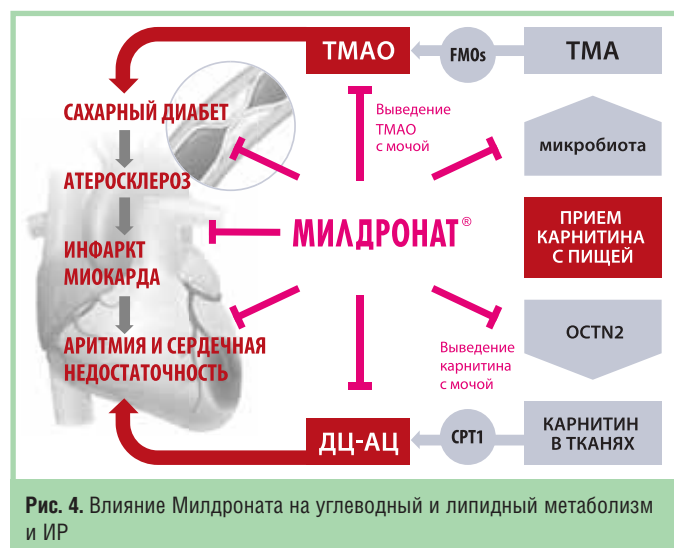 ТМАО
FMOs
ТМА
Выведение
ТМАО
с мочой
САХАРНЫЙ ДИАБЕТ
микробиота
АТЕРОСКЛЕРОЗ
ПРИЕМ
КАРНИТИНА
С ПИЩЕЙ
МИЛДРОНАТ®
ИНФАРКТ
МИОКАРДА
OCTN2
АРИТМИЯ И СЕРДЕЧНАЯ
НЕДОСТАТОЧНОСТЬ
Выведение
карнитина
с мочой
ДЦ-АЦ
CPT1
КАРНИТИН
В ТКАНЯХ
Рис. 4. Влияние Милдроната на углеводный и липидный метаболизм
и ИР